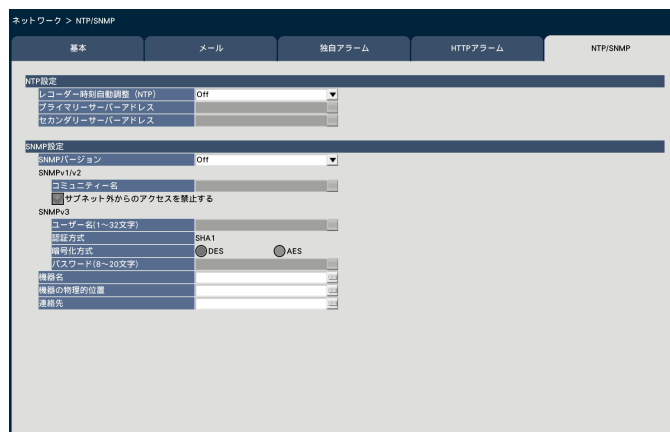 ネットワーク > NTP/SNMP
基本 メール 独自アラーム HTTPアラーム NTP/SNMP
NTP設定
レコーダー時刻自動調整 (NTP) Off
プライマリーサーバーアドレス
セカンダリーサーバーアドレス
SNMP設定
SNMPバージョン Off
SNMPv1/v2
コミュニティー名
サブネット外からのアクセスを禁止する
SNMPv3
ユーザー名(1～32文字)
認証方式 SHA1
暗号化方式 DES AES
パスワード(8～20文字)
機器名
機器の物理的位置
連絡先